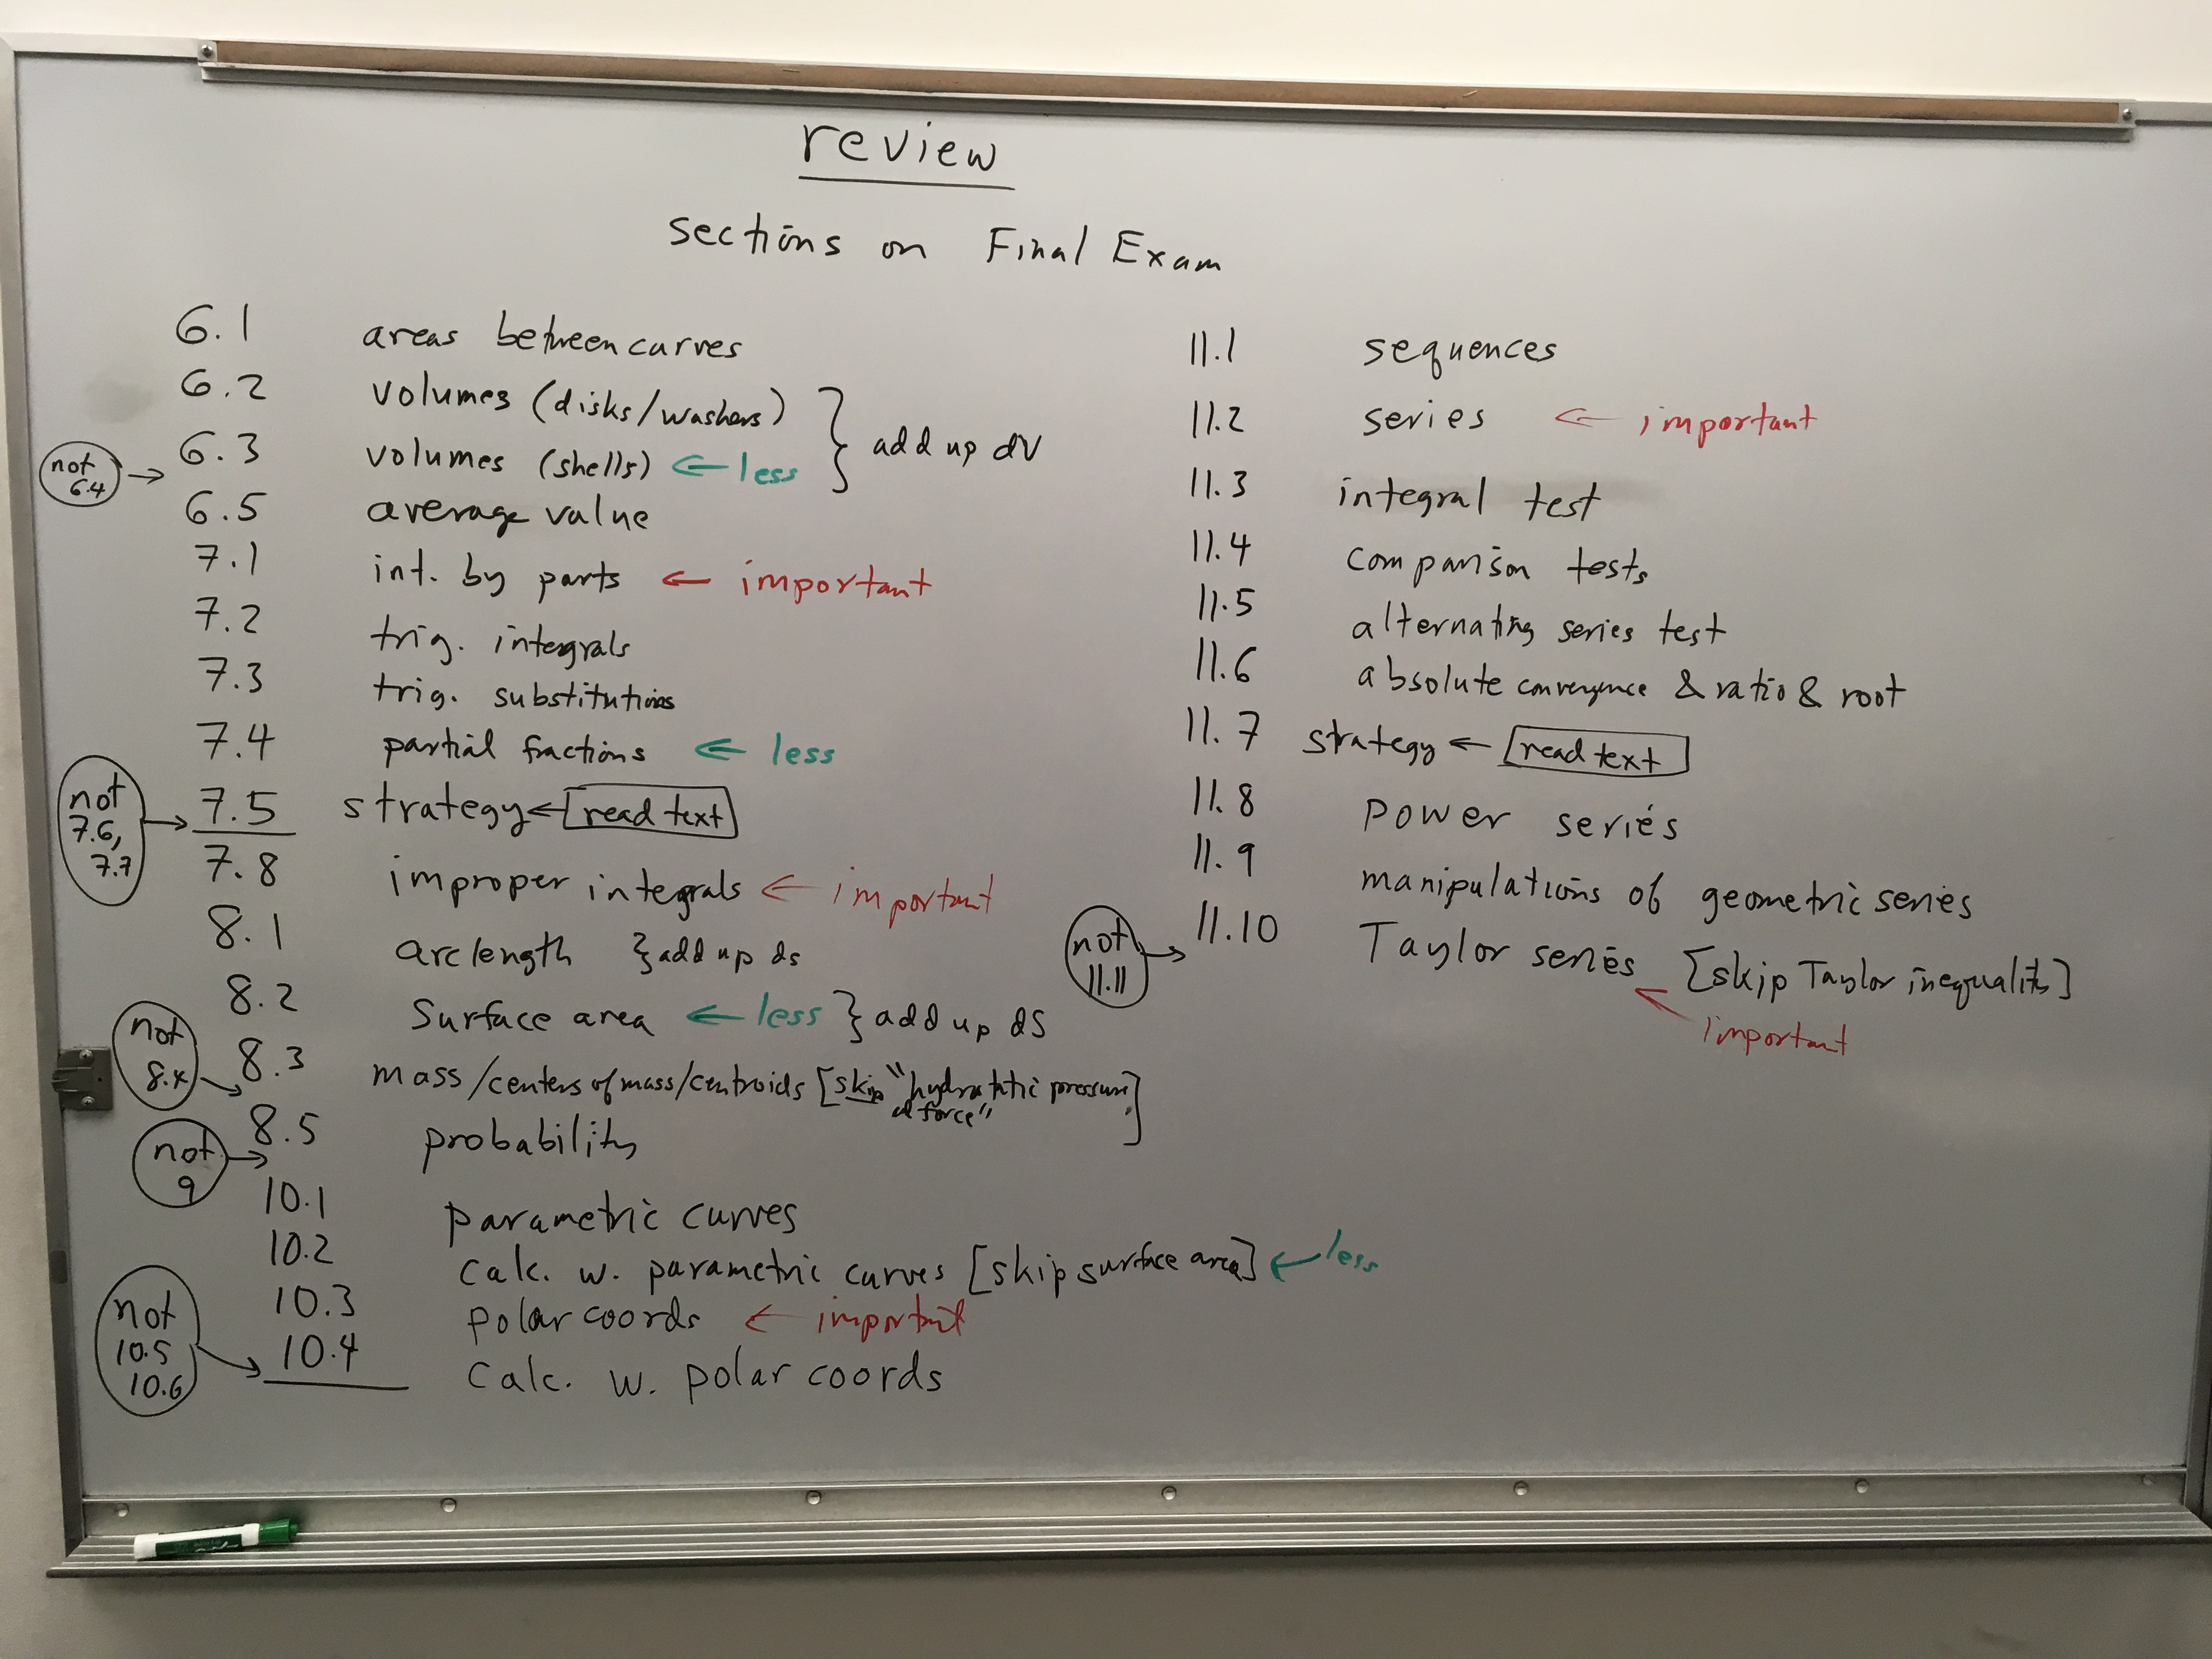 review
sections on Final Exam
6.1 areas between curves
6.2 volumes (disks/washers)
6.3 volumes (shells) ← less } add up dV
not 6.4 →
6.5 average value
7.1 int. by parts ← important
7.2 trig. integrals
7.3 trig. substitutions
7.4 partial fractions ← less
7.5 strategy ← [read text]
not 7.6, 7.7 →
7.8 improper integrals ← important
8.1 arclength } add up ds
8.2 surface area ← less } add up dS
8.3 mass/centers of mass/centroids [skip "hydrostatic pressure
force"]
not 8.4 →
8.5 probability
not 9 →
10.1 parametric curves
10.2 calc. w. parametric curves [skip surface area] ← less
10.3 polar coords ← important
10.4 calc. w. polar coords
not 10.5 10.6 →
11.1 sequences
11.2 series ← important
11.3 integral test
11.4 comparison tests
11.5 alternating series test
11.6 absolute convergence & ratio & root
11.7 strategy ← [read text]
11.8 power series
11.9 manipulations of geometric series
11.10 Taylor series [skip Taylor inequality]
not 11.11 →
← important